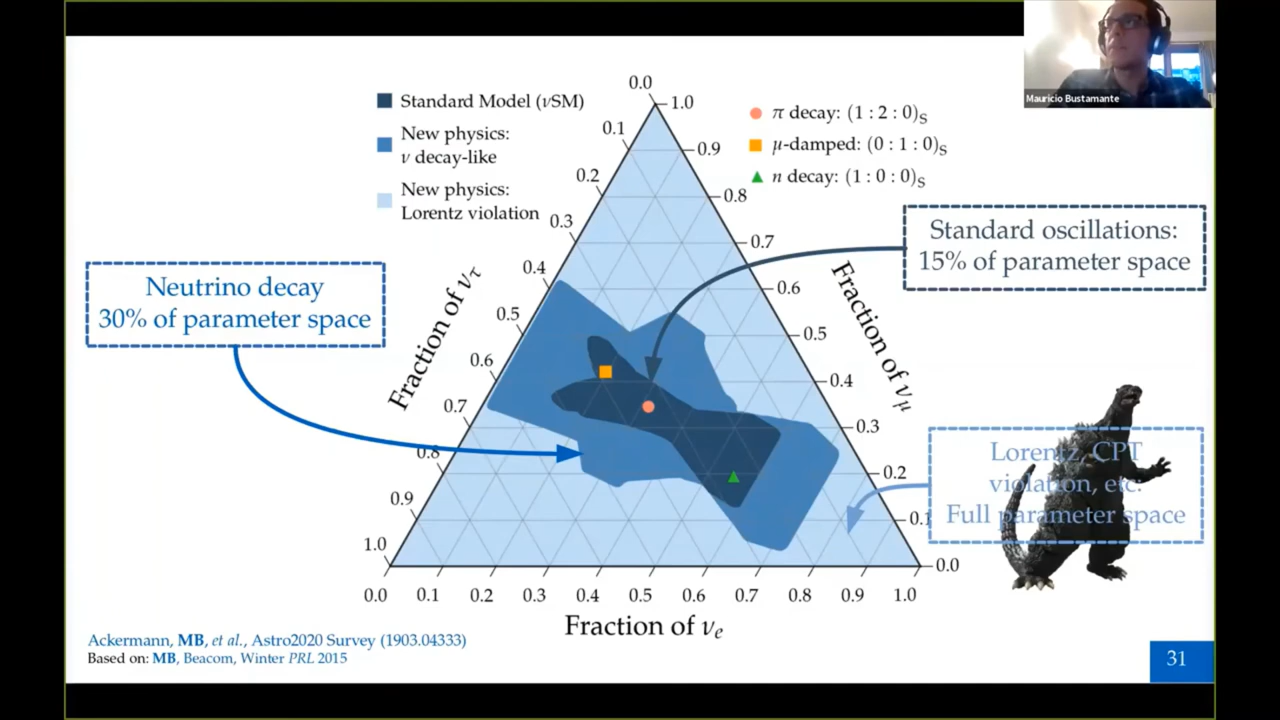 Mauricio Bustamante
Standard Model (νSM)
New physics:
ν decay-like
New physics:
Lorentz violation
π decay: (1 : 2 : 0)S
μ-damped: (0 : 1 : 0)S
n decay: (1 : 0 : 0)S
Standard oscillations:
15% of parameter space
Neutrino decay
30% of parameter space
Lorentz, CPT
violation, etc.
Full parameter space
Fraction of ντ
0.0
0.1
0.2
0.3
0.4
0.5
0.6
0.7
0.8
0.9
1.0
Fraction of νμ
1.0
0.9
0.8
0.7
0.6
0.5
0.4
0.3
0.2
0.1
0.0
0.0 0.1 0.2 0.3 0.4 0.5 0.6 0.7 0.8 0.9 1.0
Fraction of νe
Ackermann, MB, et al., Astro2020 Survey (1903.04333)
Based on: MB, Beacom, Winter PRL 2015
31